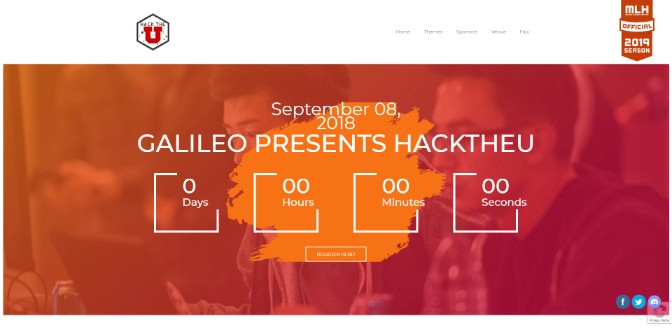 HACK THE
U
Home Themes Sponsors Venue Faq
MLH
OFFICIAL
2019
SEASON
September 08,
2018
GALILEO PRESENTS HACKTHEU
0 00 00 00
Days Hours Minutes Seconds
REGISTER HERE!